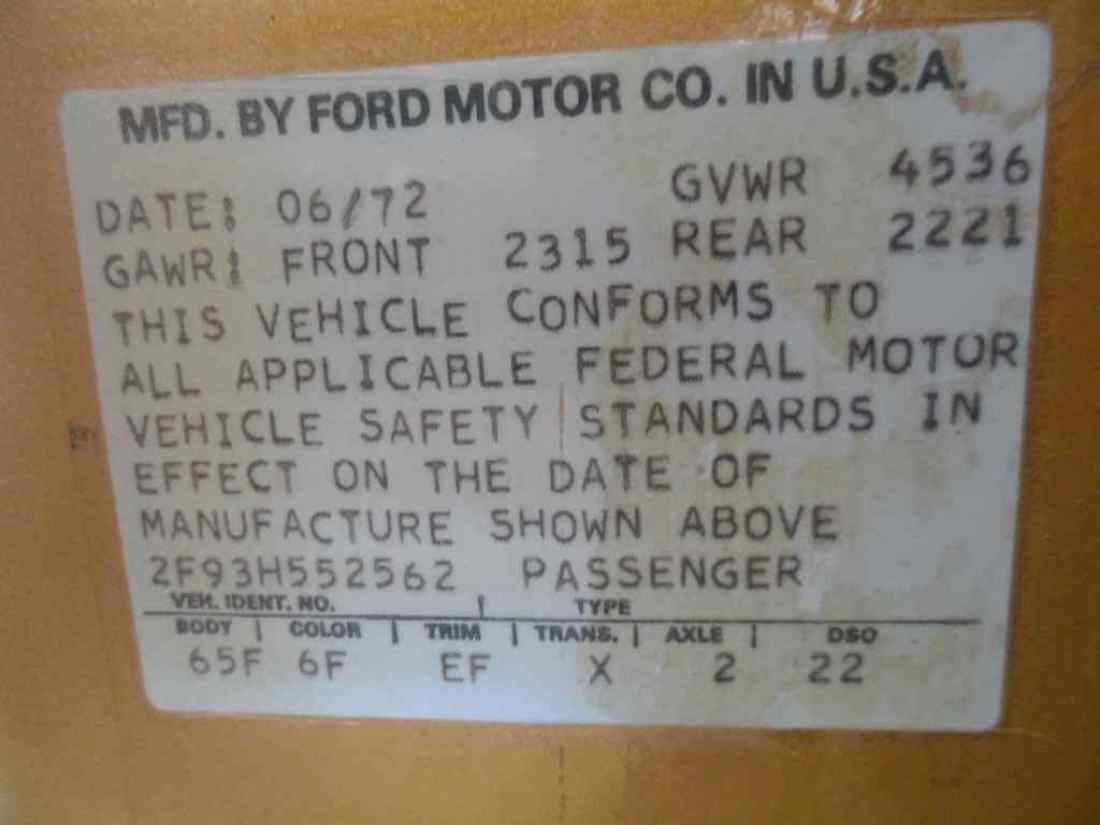 MFD. BY FORD MOTOR CO. IN U.S.A.
DATE: 06/72 GVWR 4536
GAWR: FRONT 2315 REAR 2221
THIS VEHICLE CONFORMS TO
ALL APPLICABLE FEDERAL MOTOR
VEHICLE SAFETY STANDARDS IN
EFFECT ON THE DATE OF
MANUFACTURE SHOWN ABOVE
2F93H552562 PASSENGER
VEH. IDENT. NO. | TYPE
BODY | COLOR | TRIM | TRANS. | AXLE | DSO
65F 6F EF X 2 22